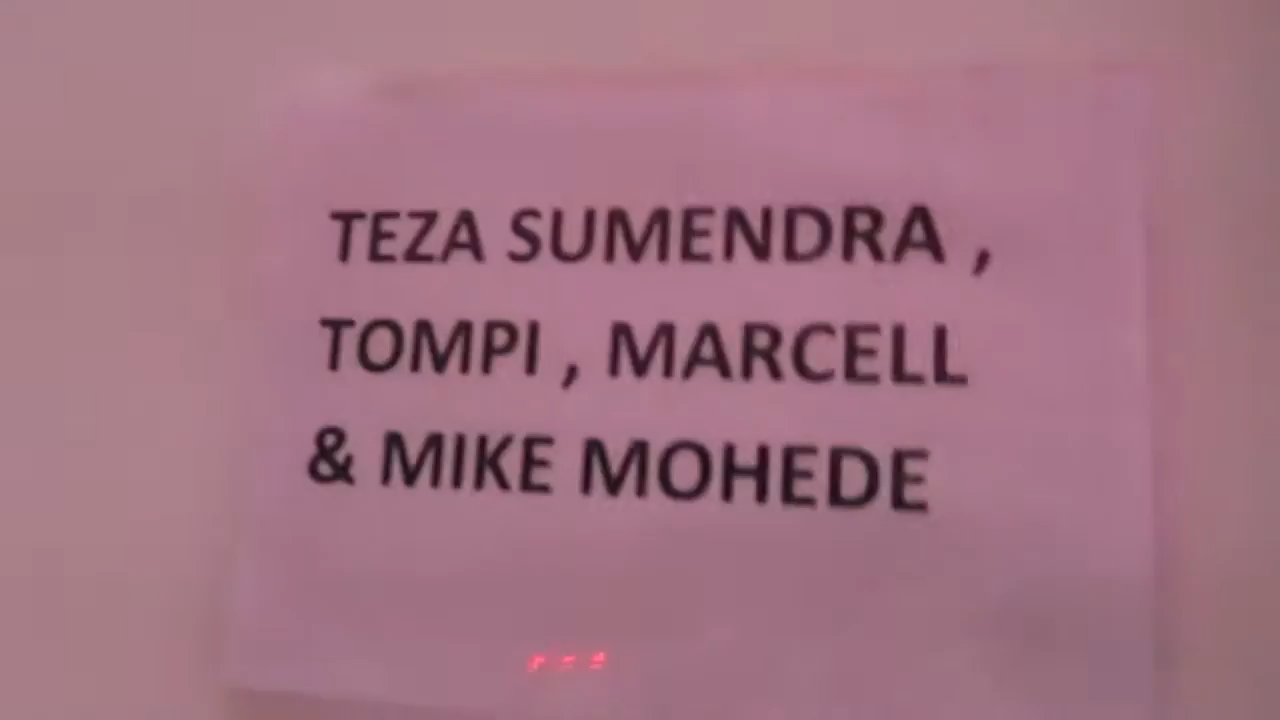 TEZA SUMENDRA ,
TOMPI , MARCELL
& MIKE MOHEDE